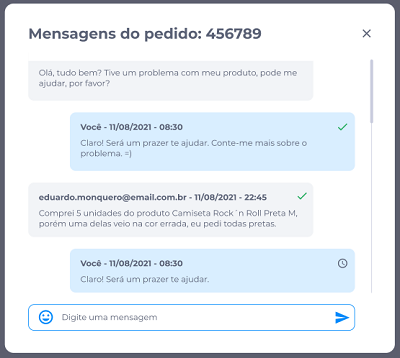 Mensagens do pedido: 456789
Olá, tudo bem? Tive um problema com meu produto, pode me
ajudar, por favor?
Você - 11/08/2021 - 08:30
Claro! Será um prazer te ajudar. Conte-me mais sobre o
problema. =)
eduardo.monquero@email.com.br - 11/08/2021 - 22:45
Comprei 5 unidades do produto Camiseta Rock´n Roll Preta M,
porém uma delas veio na cor errada, eu pedi todas pretas.
Você - 11/08/2021 - 08:30
Claro! Será um prazer te ajudar.
Digite uma mensagem